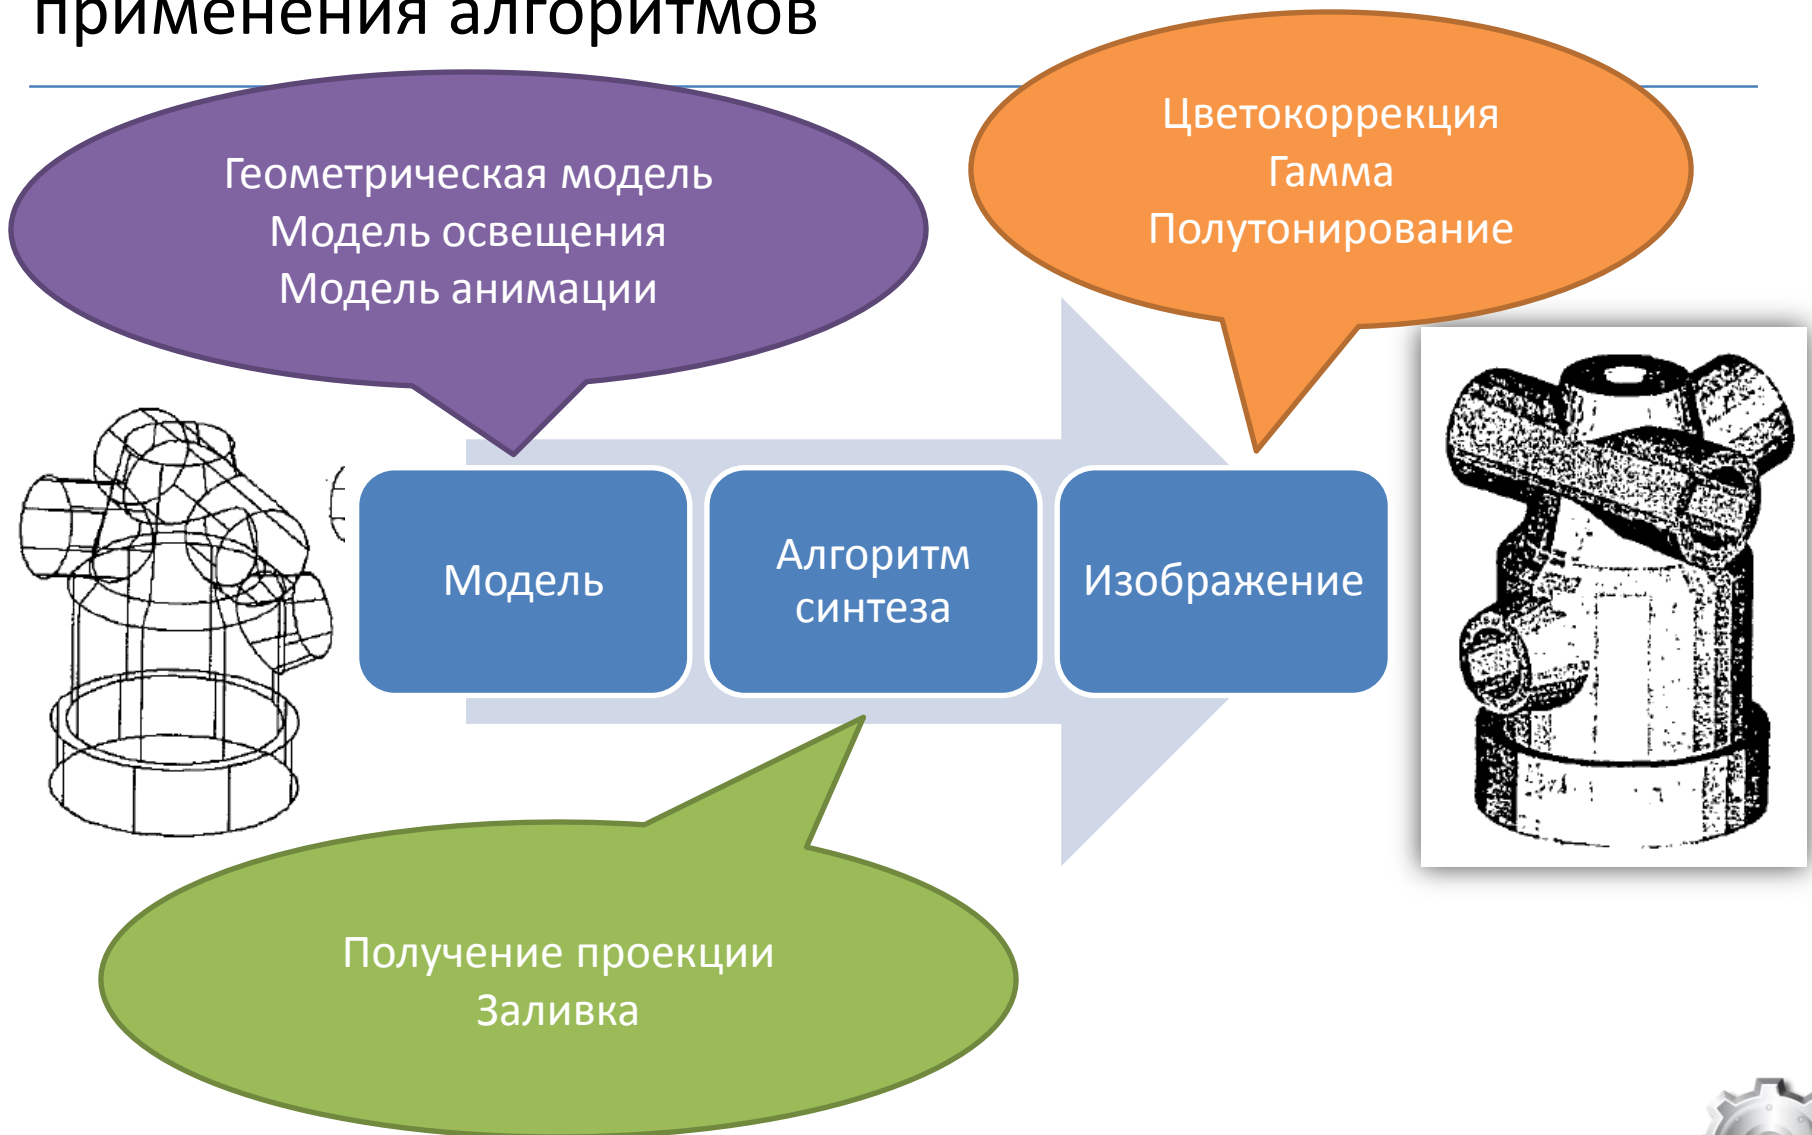 применения алгоритмов
Геометрическая модель
Модель освещения
Модель анимации
Цветокоррекция
Гамма
Полутонирование
Модель
Алгоритм
синтеза
Изображение
Получение проекции
Заливка